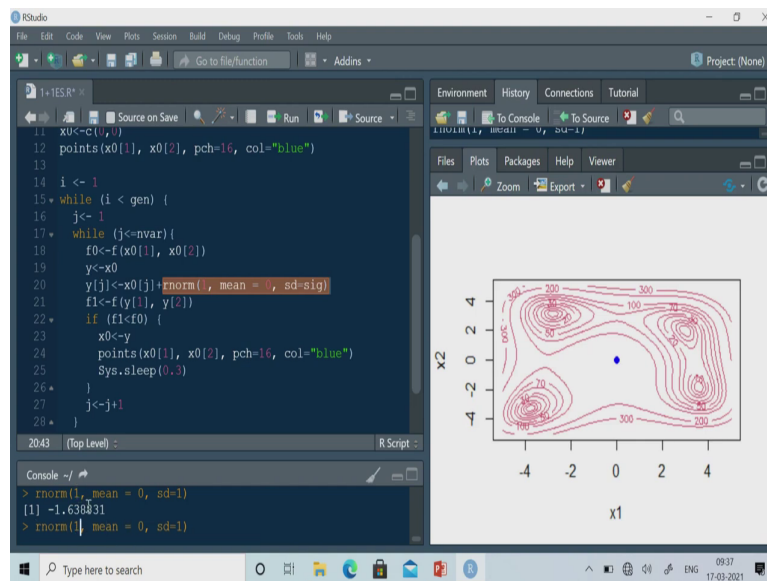 RStudio
File Edit Code View Plots Session Build Debug Profile Tools Help
Go to file/function Addins Project: (None)
1+1ES.R*
Source on Save Run Source
11 x0<-c(0,0)
12 points(x0[1], x0[2], pch=16, col="blue")
13
14 i <- 1
15 while (i < gen) {
16 j<- 1
17 while (j<=nvar){
18 f0<-f(x0[1], x0[2])
19 y<-x0
20 y[j]<-x0[j]+rnorm(1, mean = 0, sd=sig)
21 f1<-f(y[1], y[2])
22 if (f1<f0) {
23 x0<-y
24 points(x0[1], x0[2], pch=16, col="blue")
25 Sys.sleep(0.3)
26 }
27 j<-j+1
28 }
20:43 (Top Level) R Script
Console ~/
> rnorm(1, mean = 0, sd=1)
[1] -1.638831
> rnorm(1, mean = 0, sd=1)
Environment History Connections Tutorial
To Console To Source
rnorm(1, mean = 0, sd=1)
Files Plots Packages Help Viewer
Zoom Export
300 200 300
100 70
50
300
70
50
100
300 200
x2
4
2
0
-2
-4
-4 -2 0 2 4
x1
Type here to search
ENG
09:37
17-03-2021